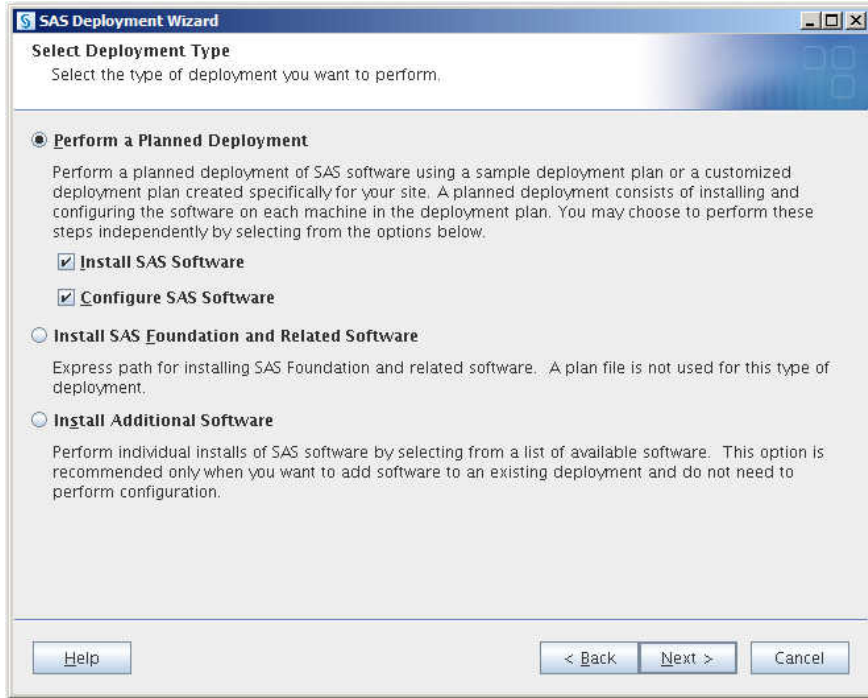 SAS Deployment Wizard
Select Deployment Type
Select the type of deployment you want to perform.
Perform a Planned Deployment
Perform a planned deployment of SAS software using a sample deployment plan or a customized
deployment plan created specifically for your site. A planned deployment consists of installing and
configuring the software on each machine in the deployment plan. You may choose to perform these
steps independently by selecting from the options below.
Install SAS Software
Configure SAS Software
Install SAS Foundation and Related Software
Express path for installing SAS Foundation and related software. A plan file is not used for this type of
deployment.
Install Additional Software
Perform individual installs of SAS software by selecting from a list of available software. This option is
recommended only when you want to add software to an existing deployment and do not need to
perform configuration.
Help
< Back
Next >
Cancel